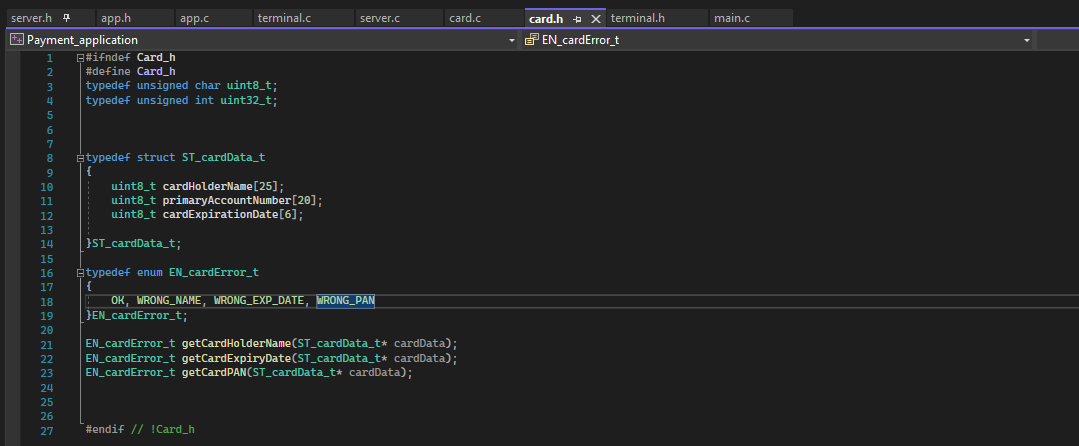 server.h app.h app.c terminal.c server.c card.c card.h terminal.h main.c
Payment_application EN_cardError_t
1 #ifndef Card_h
2 #define Card_h
3 typedef unsigned char uint8_t;
4 typedef unsigned int uint32_t;
5
6
7
8 typedef struct ST_cardData_t
9 {
10 uint8_t cardHolderName[25];
11 uint8_t primaryAccountNumber[20];
12 uint8_t cardExpirationDate[6];
13
14 }ST_cardData_t;
15
16 typedef enum EN_cardError_t
17 {
18 OK, WRONG_NAME, WRONG_EXP_DATE, WRONG_PAN
19 }EN_cardError_t;
20
21 EN_cardError_t getCardHolderName(ST_cardData_t* cardData);
22 EN_cardError_t getCardExpiryDate(ST_cardData_t* cardData);
23 EN_cardError_t getCardPAN(ST_cardData_t* cardData);
24
25
26
27 #endif // !Card_h